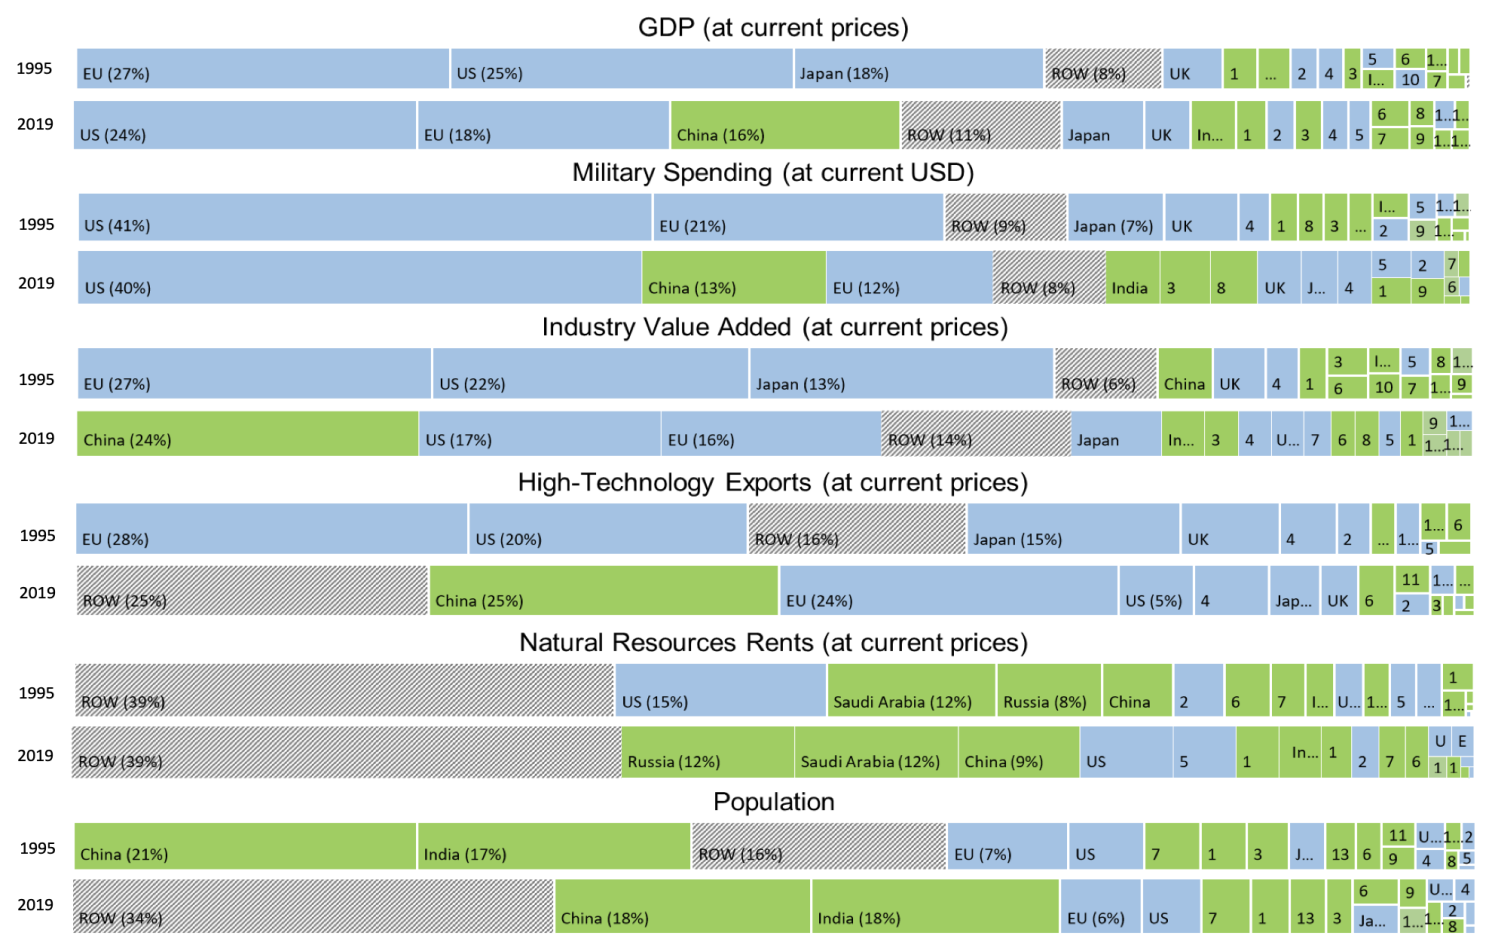 GDP (at current prices)
1995 EU (27%) US (25%) Japan (18%) ROW (8%) UK 1 ... 2 4 3 5 I... 6 10 1... 7
2019 US (24%) EU (18%) China (16%) ROW (11%) Japan UK In... 1 2 3 4 5 6 7 8 9 1... 1... 1... 1...
Military Spending (at current USD)
1995 US (41%) EU (21%) ROW (9%) Japan (7%) UK 4 1 8 3 ... I... 2 5 9 1... 1... 1...
2019 US (40%) China (13%) EU (12%) ROW (8%) India 3 8 UK J... 4 5 1 2 9 7 6
Industry Value Added (at current prices)
1995 EU (27%) US (22%) Japan (13%) ROW (6%) China UK 4 1 3 6 I... 10 5 7 8 1... 1... 9
2019 China (24%) US (17%) EU (16%) ROW (14%) Japan In... 3 4 U... 7 6 8 5 1 9 1... 1... 1...
High-Technology Exports (at current prices)
1995 EU (28%) US (20%) ROW (16%) Japan (15%) UK 4 2 ... 1... 1... 5 6
2019 ROW (25%) China (25%) EU (24%) US (5%) 4 Jap... UK 6 11 2 1... 3 ...
Natural Resources Rents (at current prices)
1995 ROW (39%) US (15%) Saudi Arabia (12%) Russia (8%) China 2 6 7 I... U... 1... 5 ... 1 1...
2019 ROW (39%) Russia (12%) Saudi Arabia (12%) China (9%) US 5 1 In... 1 2 7 6 U 1 E 1
Population
1995 China (21%) India (17%) ROW (16%) EU (7%) US 7 1 3 J... 13 6 11 9 U... 4 1... 8 2 5
2019 ROW (34%) China (18%) India (18%) EU (6%) US 7 1 13 3 6 Ja... 9 1... U... 1... 4 2 8